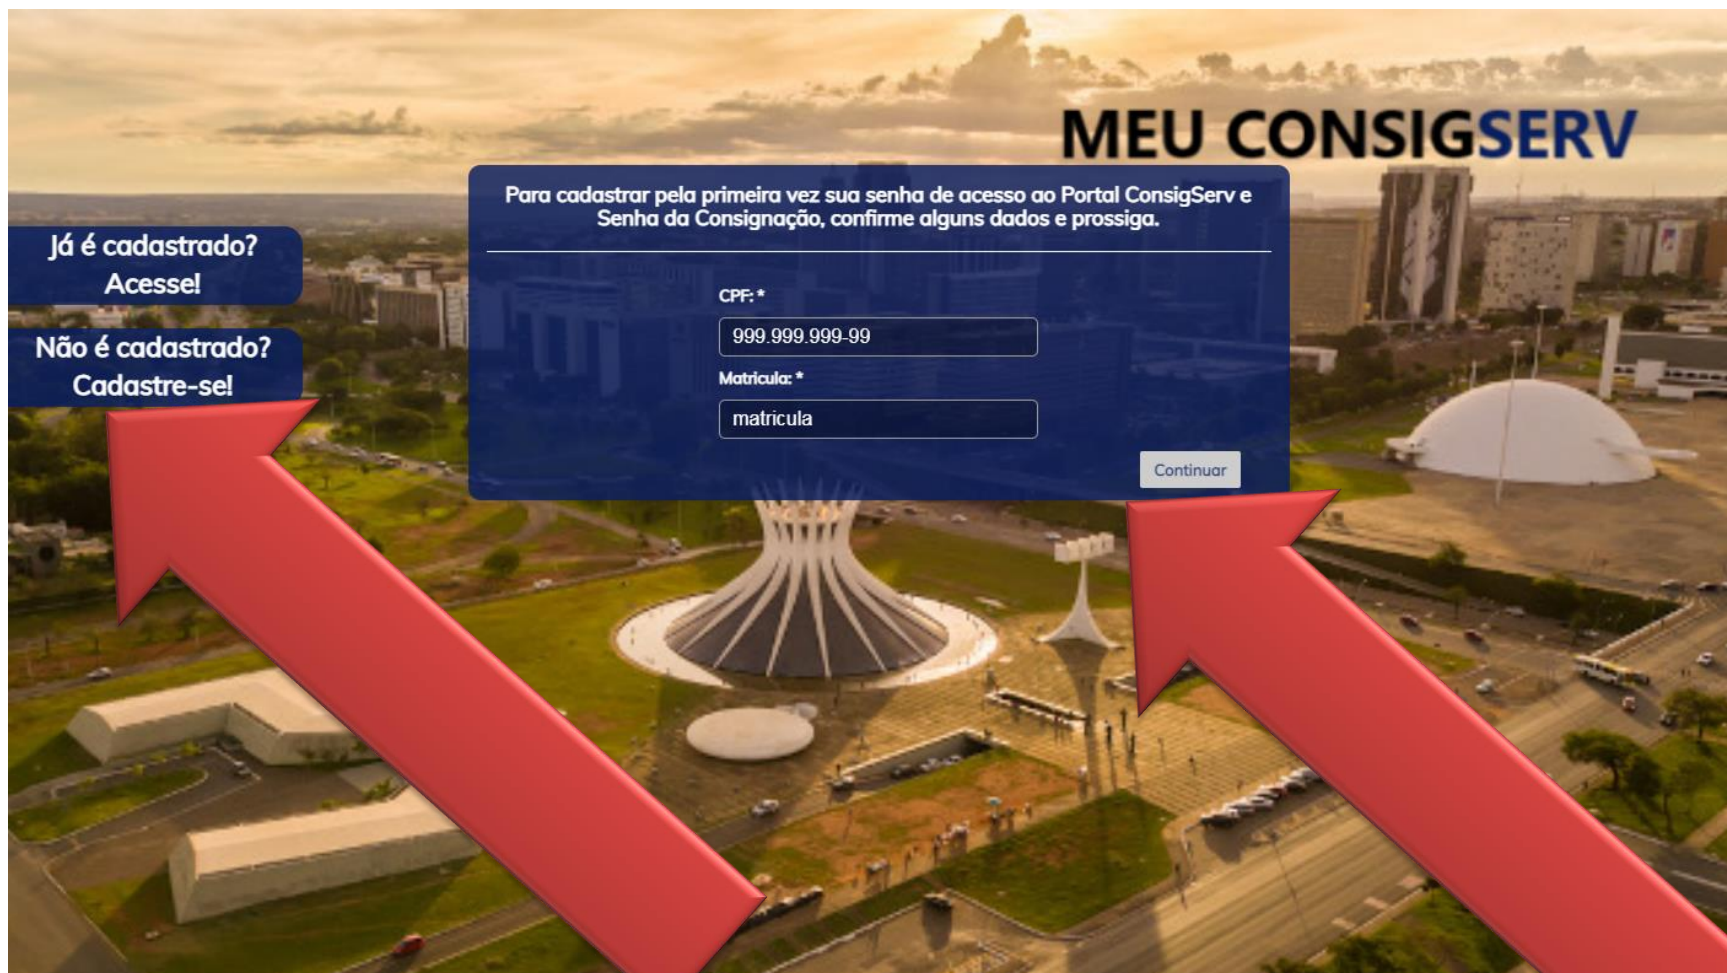 MEU CONSIGSERV
Para cadastrar pela primeira vez sua senha de acesso ao Portal ConsigServ e
Senha da Consignação, confirme alguns dados e prossiga.
Já é cadastrado?
Acesse!
Não é cadastrado?
Cadastre-se!
CPF: *
999.999.999-99
Matricula: *
matricula
Continuar